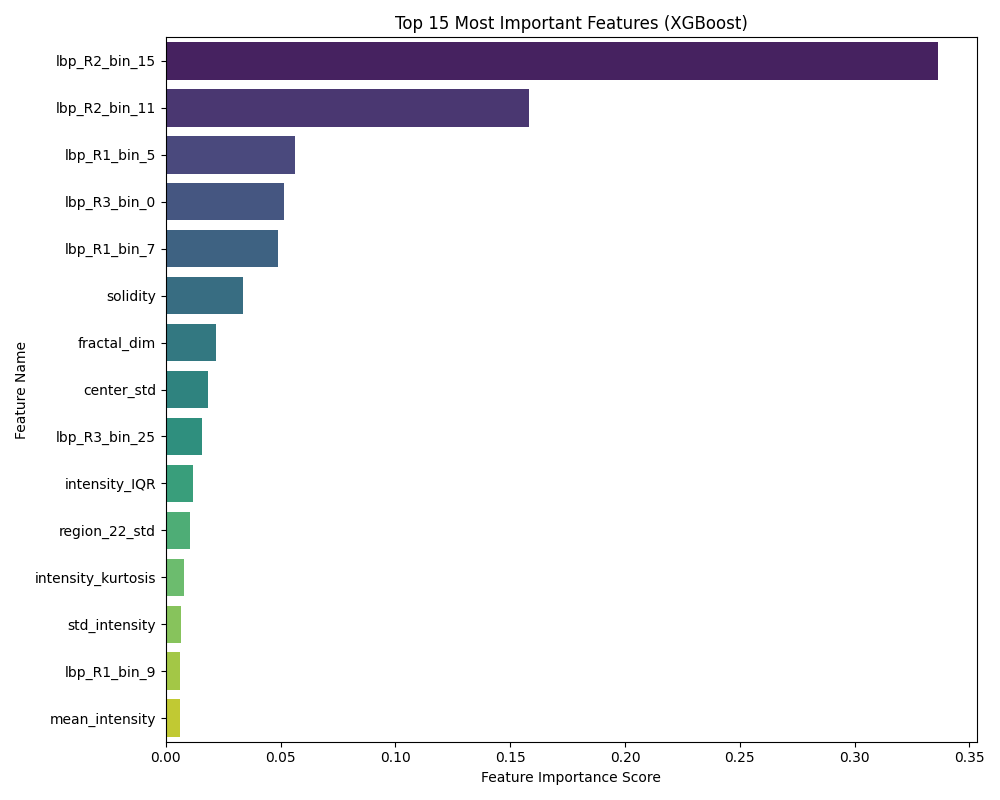 Top 15 Most Important Features (XGBoost)
lbp_R2_bin_15
lbp_R2_bin_11
lbp_R1_bin_5
lbp_R3_bin_0
lbp_R1_bin_7
solidity
fractal_dim
center_std
lbp_R3_bin_25
intensity_IQR
region_22_std
intensity_kurtosis
std_intensity
lbp_R1_bin_9
mean_intensity
Feature Name
0.00 0.05 0.10 0.15 0.20 0.25 0.30 0.35
Feature Importance Score